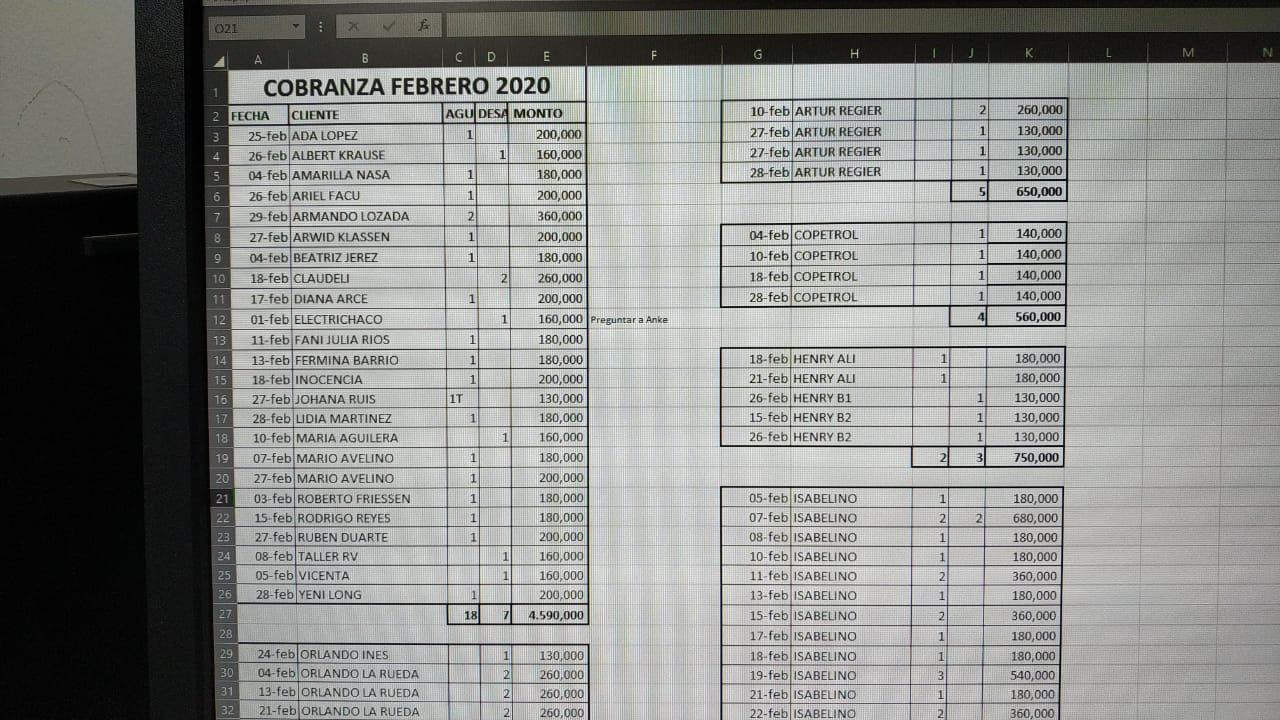 O21
fx
A B C D E F G H I J K L M N
1 COBRANZA FEBRERO 2020
2 FECHA CLIENTE AGU DESA MONTO
3 25-feb ADA LOPEZ 1 200,000
4 26-feb ALBERT KRAUSE 1 160,000
5 04-feb AMARILLA NASA 1 180,000
6 26-feb ARIEL FACU 1 200,000
7 29-feb ARMANDO LOZADA 2 360,000
8 27-feb ARWID KLASSEN 1 200,000
9 04-feb BEATRIZ JEREZ 1 180,000
10 18-feb CLAUDELI 2 260,000
11 17-feb DIANA ARCE 1 200,000
12 01-feb ELECTRICHACO 1 160,000 Preguntar a Anke
13 11-feb FANI JULIA RIOS 1 180,000
14 13-feb FERMINA BARRIO 1 180,000
15 18-feb INOCENCIA 1 200,000
16 27-feb JOHANA RUIS 1T 130,000
17 28-feb LIDIA MARTINEZ 1 180,000
18 10-feb MARIA AGUILERA 1 160,000
19 07-feb MARIO AVELINO 1 180,000
20 27-feb MARIO AVELINO 1 200,000
21 03-feb ROBERTO FRIESSEN 1 180,000
22 15-feb RODRIGO REYES 1 180,000
23 27-feb RUBEN DUARTE 1 200,000
24 08-feb TALLER RV 1 160,000
25 05-feb VICENTA 1 160,000
26 28-feb YENI LONG 1 200,000
27 18 7 4.590,000
28
29 24-feb ORLANDO INES 1 130,000
30 04-feb ORLANDO LA RUEDA 2 260,000
31 13-feb ORLANDO LA RUEDA 2 260,000
32 21-feb ORLANDO LA RUEDA 2 260,000
10-feb ARTUR REGIER 2 260,000
27-feb ARTUR REGIER 1 130,000
27-feb ARTUR REGIER 1 130,000
28-feb ARTUR REGIER 1 130,000
5 650,000
04-feb COPETROL 1 140,000
10-feb COPETROL 1 140,000
18-feb COPETROL 1 140,000
28-feb COPETROL 1 140,000
4 560,000
18-feb HENRY ALI 1 180,000
21-feb HENRY ALI 1 180,000
26-feb HENRY B1 1 130,000
15-feb HENRY B2 1 130,000
26-feb HENRY B2 1 130,000
2 3 750,000
05-feb ISABELINO 1 180,000
07-feb ISABELINO 2 2 680,000
08-feb ISABELINO 1 180,000
10-feb ISABELINO 1 180,000
11-feb ISABELINO 2 360,000
13-feb ISABELINO 1 180,000
15-feb ISABELINO 2 360,000
17-feb ISABELINO 1 180,000
18-feb ISABELINO 1 180,000
19-feb ISABELINO 3 540,000
21-feb ISABELINO 1 180,000
22-feb ISABELINO 2 360,000